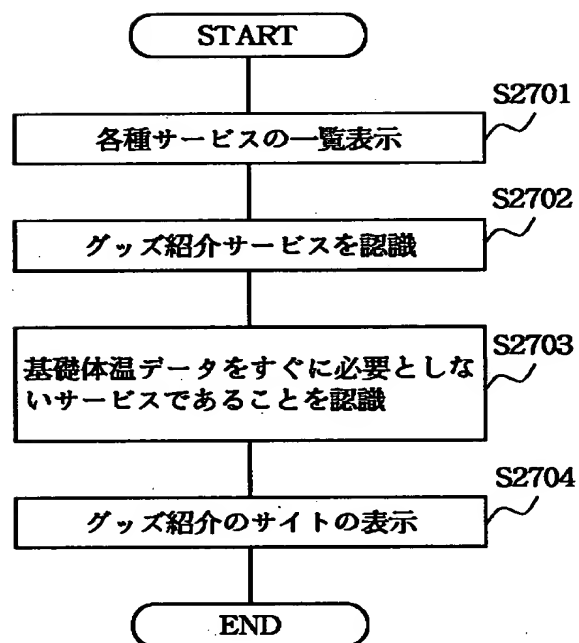 START
S2701
各種サービスの一覧表示
S2702
グッズ紹介サービスを認識
S2703
基礎体温データをすぐに必要としな
いサービスであることを認識
S2704
グッズ紹介のサイトの表示
END